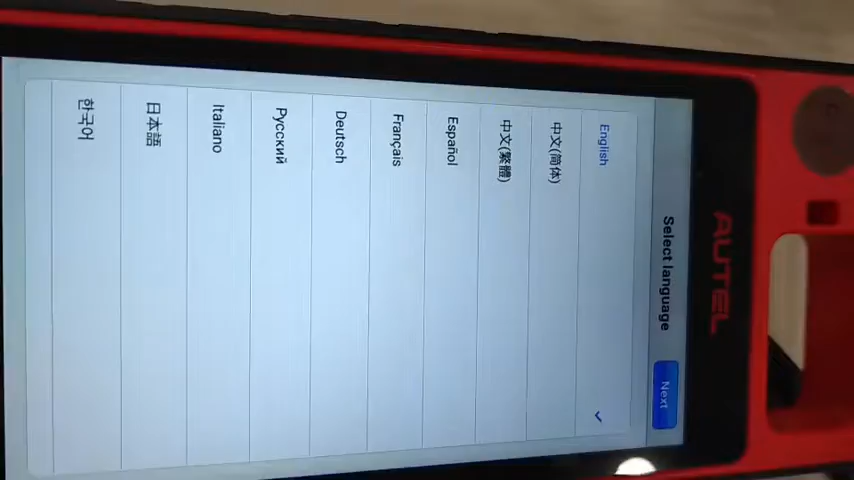 AUTEL
Select language
Next
English
中文(简体)
中文(繁體)
Español
Français
Deutsch
Русский
Italiano
日本語
한국어